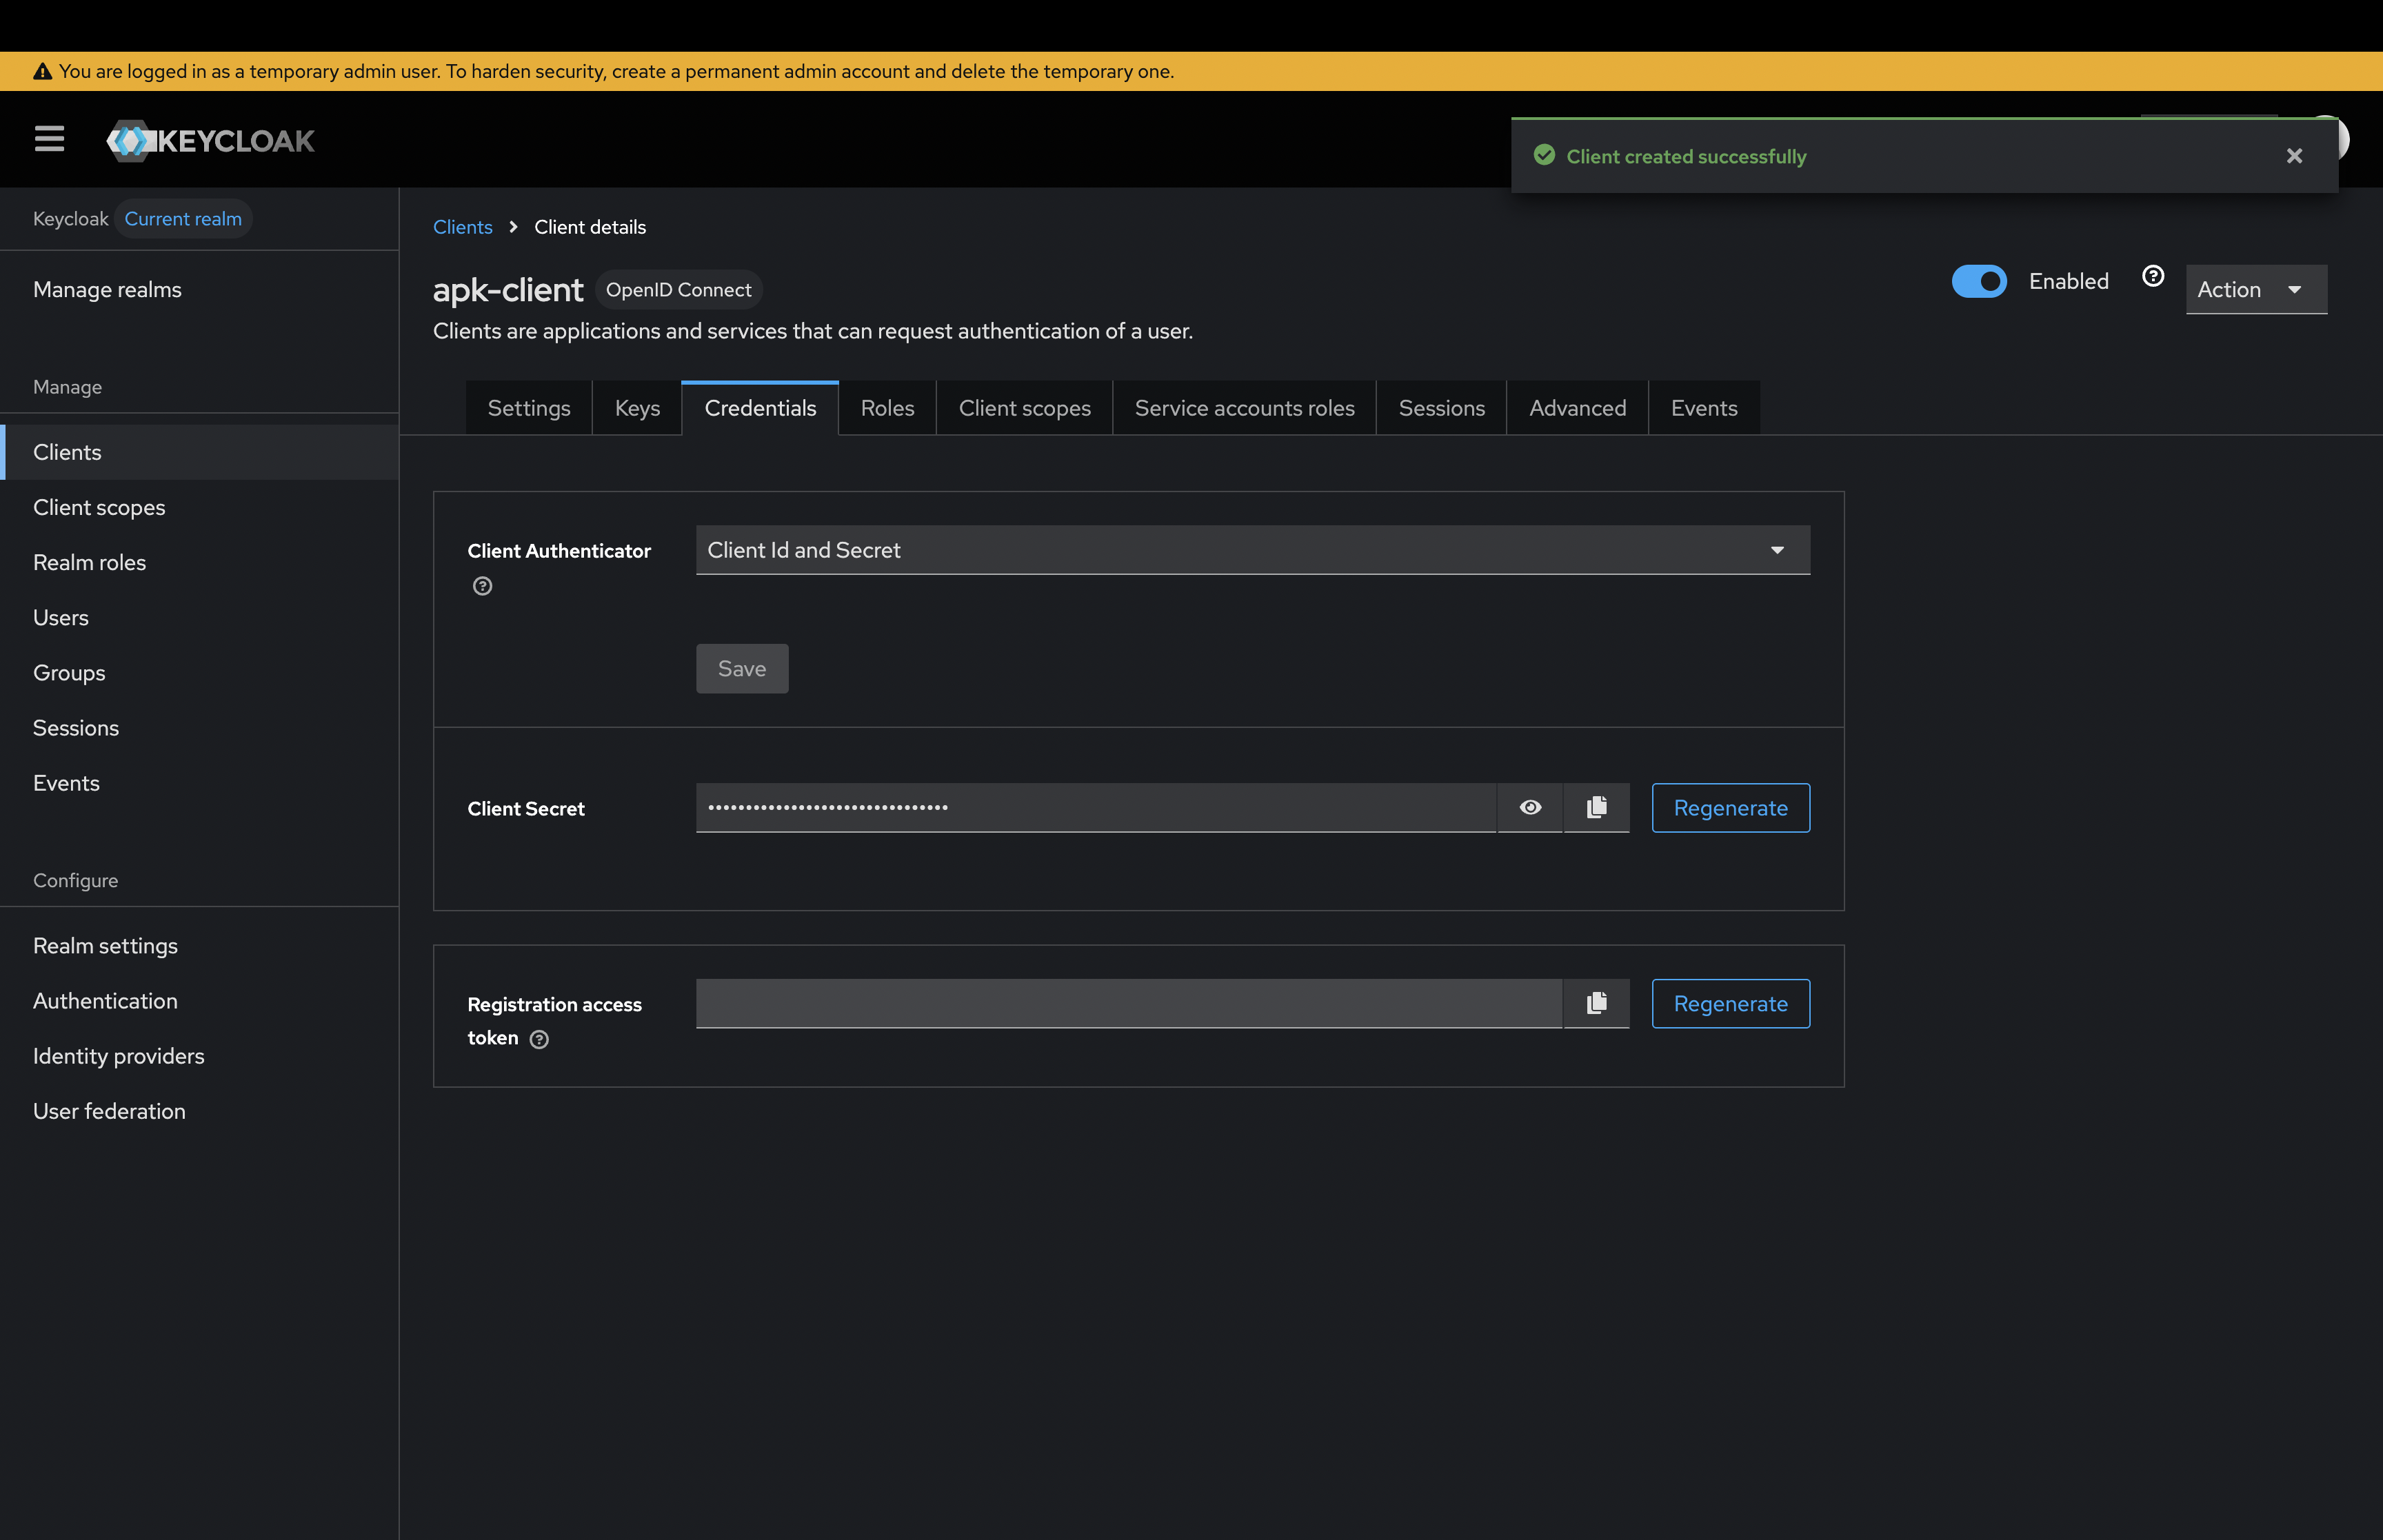 You are logged in as a temporary admin user. To harden security, create a permanent admin account and delete the temporary one.
KEYCLOAK
Client created successfully
Keycloak Current realm
Manage realms
Manage
Clients
Client scopes
Realm roles
Users
Groups
Sessions
Events
Configure
Realm settings
Authentication
Identity providers
User federation
Clients > Client details
apk-client OpenID Connect
Enabled
Action
Clients are applications and services that can request authentication of a user.
Settings Keys Credentials Roles Client scopes Service accounts roles Sessions Advanced Events
Client Authenticator Client Id and Secret
Save
Client Secret •••••••••••••••••••••••••••••••• Regenerate
Registration access Regenerate
token